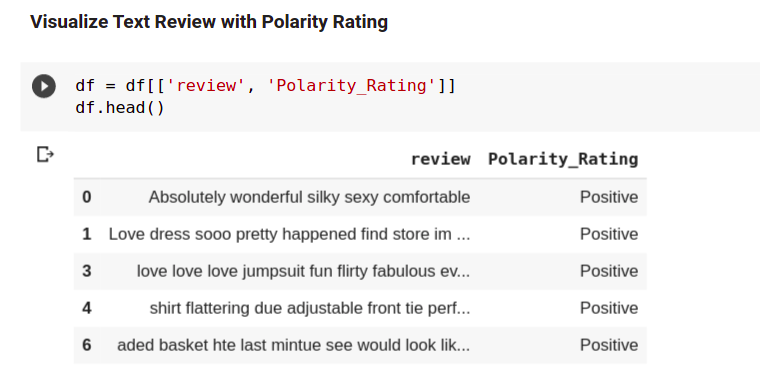 Visualize Text Review with Polarity Rating
df = df[['review', 'Polarity_Rating']]
df.head()
review Polarity_Rating
0 Absolutely wonderful silky sexy comfortable Positive
1 Love dress sooo pretty happened find store im ... Positive
3 love love love jumpsuit fun flirty fabulous ev... Positive
4 shirt flattering due adjustable front tie perf... Positive
6 aded basket hte last mintue see would look lik... Positive